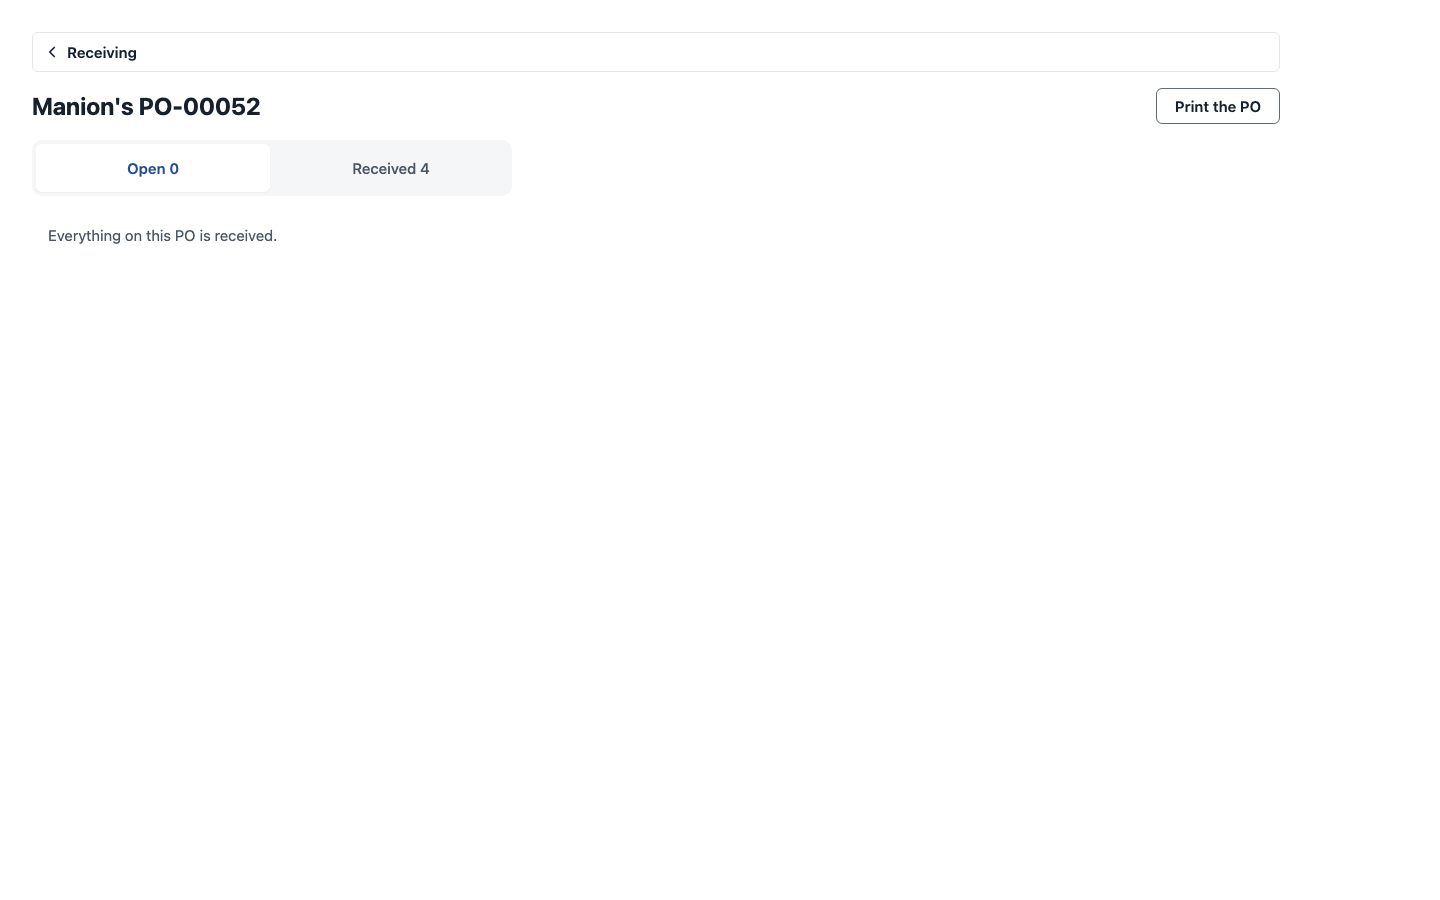 Receiving
Manion's PO-00052
Print the PO
Open 0
Received 4
Everything on this PO is received.